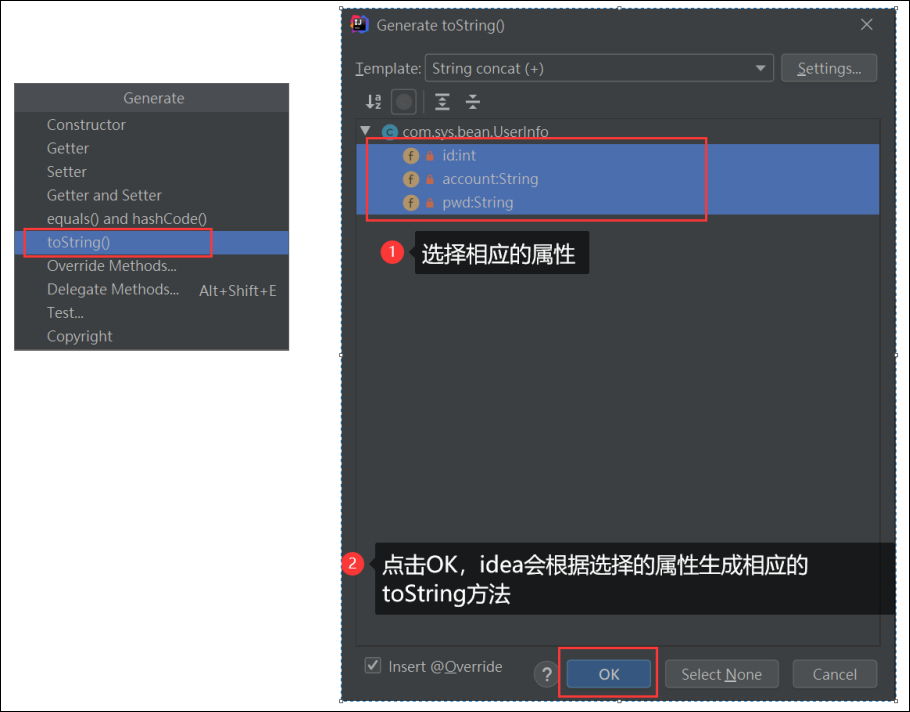 Generate
Constructor
Getter
Setter
Getter and Setter
equals() and hashCode()
toString()
Override Methods...
Delegate Methods... Alt+Shift+E
Test...
Copyright
Generate toString()
Template: String concat (+) Settings...
com.sys.bean.UserInfo
f id:int
f account:String
f pwd:String
1 选择相应的属性
2 点击OK，idea会根据选择的属性生成相应的
toString方法
Insert @Override
? OK Select None Cancel